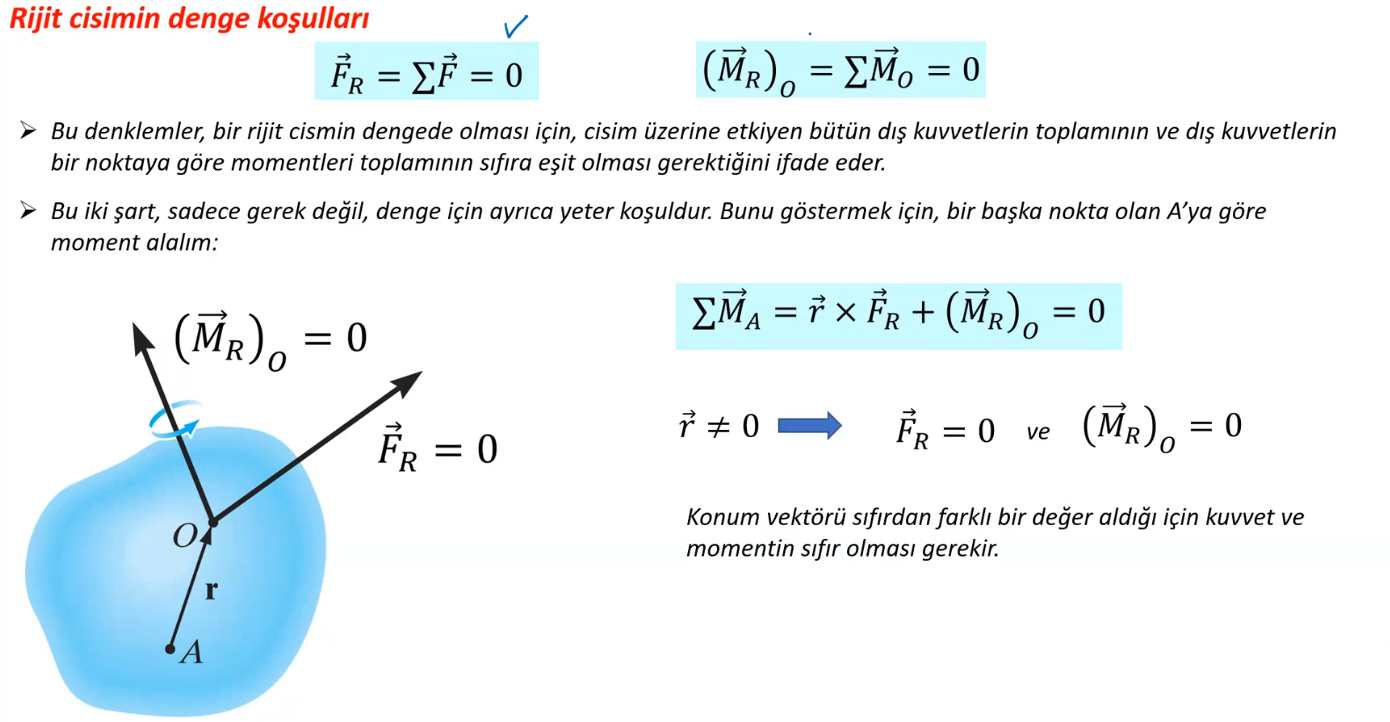 Rijit cisimin denge koşulları
F⃗_R = ∑F⃗ = 0
(M⃗_R)_O = ∑M⃗_O = 0
➢ Bu denklemler, bir rijit cismin dengede olması için, cisim üzerine etkiyen bütün dış kuvvetlerin toplamının ve dış kuvvetlerin
bir noktaya göre momentleri toplamının sıfıra eşit olması gerektiğini ifade eder.
➢ Bu iki şart, sadece gerek değil, denge için ayrıca yeter koşuldur. Bunu göstermek için, bir başka nokta olan A’ya göre
moment alalım:
∑M⃗_A = r⃗ × F⃗_R + (M⃗_R)_O = 0
(M⃗_R)_O = 0
F⃗_R = 0
O
r
A
r⃗ ≠ 0 F⃗_R = 0 ve (M⃗_R)_O = 0
Konum vektörü sıfırdan farklı bir değer aldığı için kuvvet ve
momentin sıfır olması gerekir.